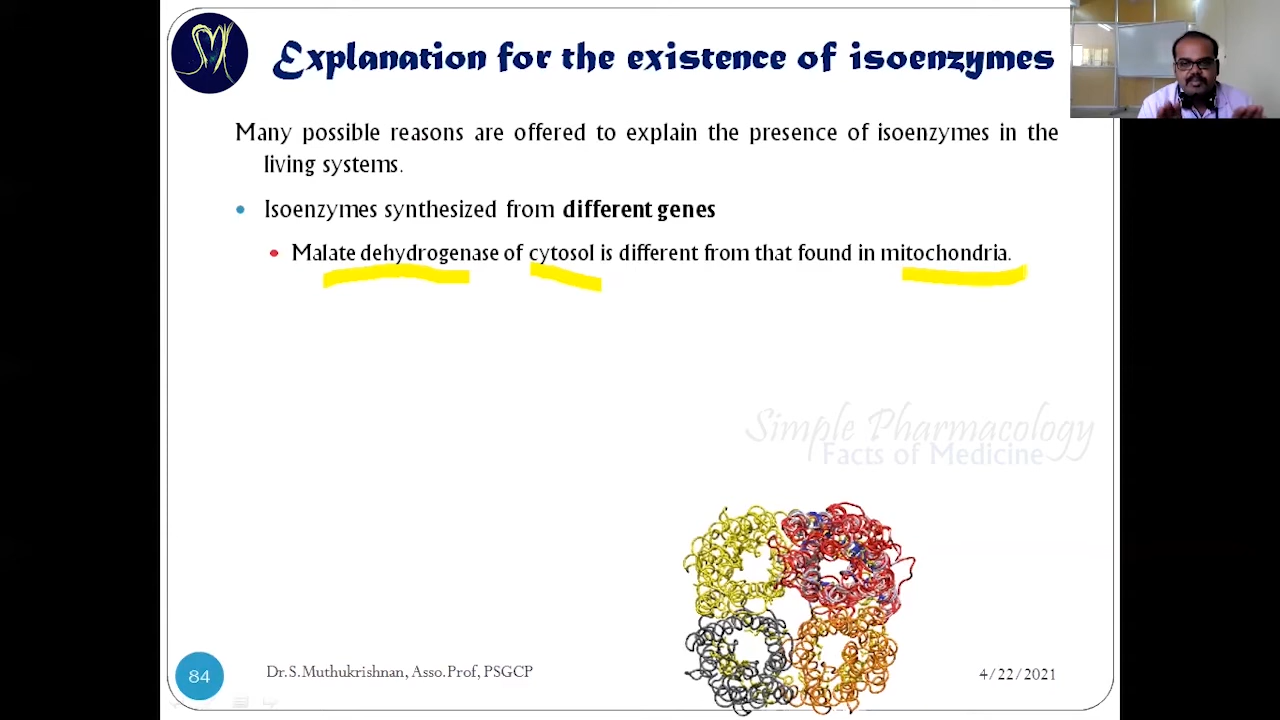 SMK
Explanation for the existence of isoenzymes
Many possible reasons are offered to explain the presence of isoenzymes in the
living systems.
• Isoenzymes synthesized from different genes
• Malate dehydrogenase of cytosol is different from that found in mitochondria.
Simple Pharmacology
Facts of Medicine
84
Dr.S.Muthukrishnan, Asso.Prof, PSGCP
4/22/2021